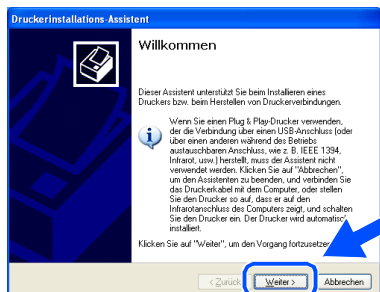 Druckerinstallations-Assistent
Willkommen
Dieser Assistent unterstützt Sie beim Installieren eines
Druckers bzw. beim Herstellen von Druckerverbindungen.
Wenn Sie einen Plug & Play-Drucker verwenden,
der die Verbindung über einen USB-Anschluss (oder
über einen anderen während des Betriebs
austauschbaren Anschluss, wie z. B. IEEE 1394,
Infrarot, usw.) herstellt, muss der Assistent nicht
verwendet werden. Klicken Sie auf "Abbrechen",
um den Assistenten zu beenden, und verbinden Sie
das Druckerkabel mit dem Computer, oder stellen
Sie den Drucker so auf, dass er auf den
Infrarotanschluss des Computers zeigt, und schalten
Sie den Drucker ein. Der Drucker wird automatisch
installiert.
Klicken Sie auf "Weiter", um den Vorgang fortzusetzen
< Zurück
Weiter >
Abbrechen